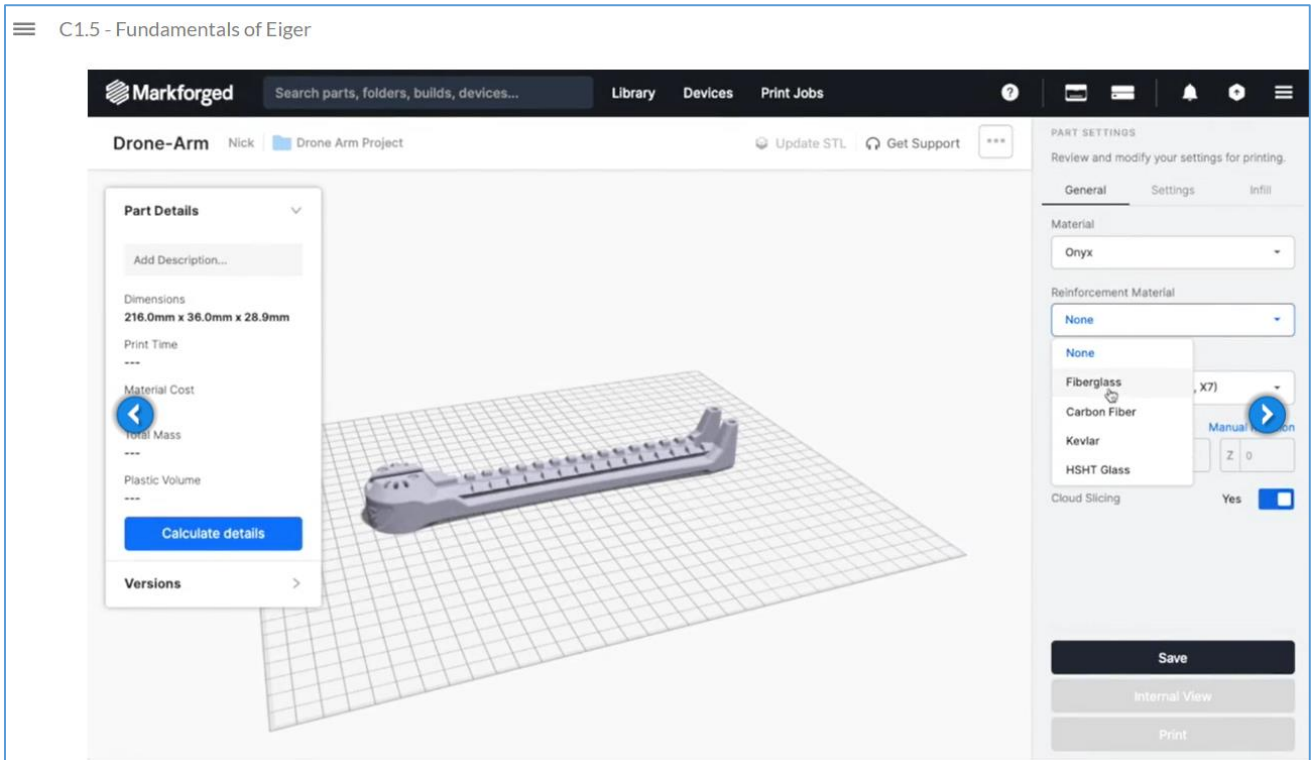 C1.5 - Fundamentals of Eiger
Markforged
Search parts, folders, builds, devices...
Library
Devices
Print Jobs
?
Drone-Arm
Nick
Drone Arm Project
Update STL
Get Support
Part Details
Add Description...
Dimensions
216.0mm x 36.0mm x 28.9mm
Print Time
---
Material Cost
Total Mass
---
Plastic Volume
---
Calculate details
Versions
PART SETTINGS
Review and modify your settings for printing.
General
Settings
Infill
Material
Onyx
Reinforcement Material
None
None
Fiberglass
Carbon Fiber
Kevlar
HSHT Glass
, X7)
Manual
Z 0
Cloud Slicing
Yes
Save
Internal View
Print